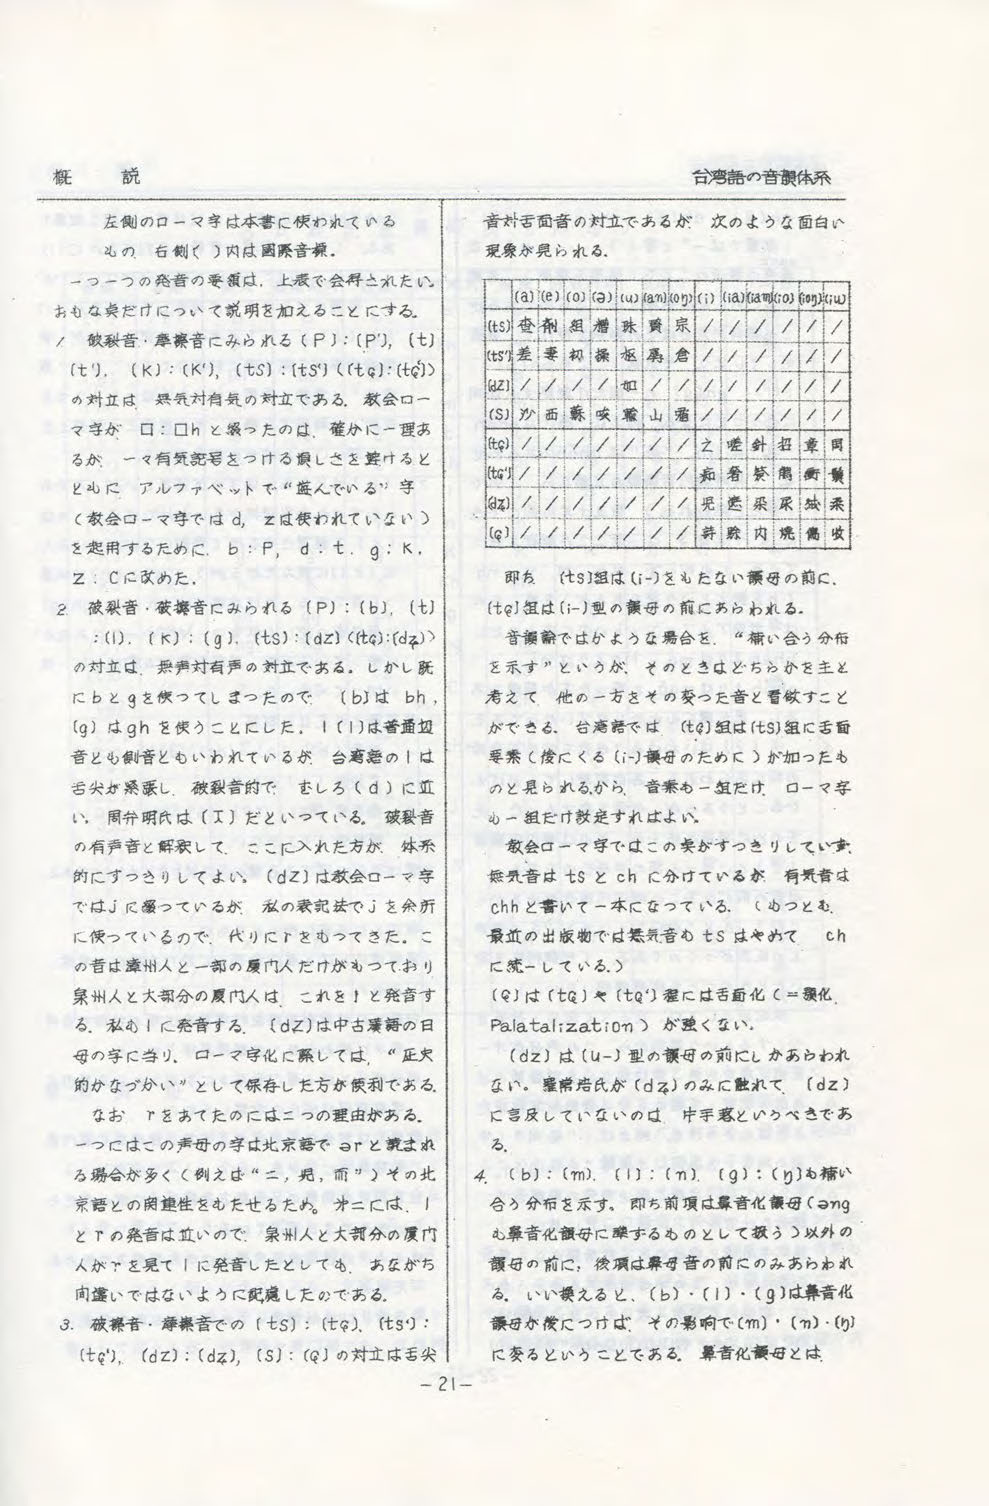 概　説
台湾語の音韻体系
左側のローマ字は本書に使われている
もの．右側〔 〕内は国際音標．
一つ一つの発音の要領は，上表で会得されたい。
おもな点だけについて説明を加えることにする。
1. 破裂音・摩擦音にみられる〔P〕:〔P'〕, 〔t〕
〔t'〕, 〔K〕:〔K'〕, 〔tS〕:〔tS'〕(〔tɕ〕:〔tɕ'〕)
の対立は，無気対有気の対立である．教会ロー
マ字が □:□h と綴ったのは，確かに一理あ
るが，一々有気記号をつける煩しさを避けると
ともに，アルファベットで“遊んでいる”字
(教会ローマ字では d, zは使われていない)
を起用するために，b:P, d:t, g:K,
Z:Cに改めた．
2. 破裂音・破擦音にみられる〔P〕:〔b〕, 〔t〕
:〔l〕, 〔K〕:〔g〕, 〔tS〕:〔dZ〕(〔tɕ〕:〔dʑ〕)
の対立は，無声対有声の対立である。しかし既
にbとgを使ってしまったので，〔b〕は bh,
〔g〕はghを使うことにした．l〔l〕は普通辺
音とも側音ともいわれているが，台湾語のlは
舌尖が緊張し，破裂音的で，むしろ〔d〕に近
い。周弁明氏は〔I〕だといっている。破裂音
の有声音と解釈して，ここに入れた方が，体系
的にすっきりしてよい。〔dZ〕は教会ローマ字
ではjに綴っているが，私の表記法でjを余所
に使っているので，代りにrをもってきた。こ
の音は漳州人と一部の厦門人だけがもっており
泉州人と大部分の厦門人は，これをlと発音す
る．私もlに発音する．〔dZ〕は中古漢語の日
母の字に当り，ローマ字化に際しては，“正史
的かなづかい”として保存した方が便利である．
なお，rをあてたのには二つの理由がある．
一つにはこの声母の字は北京語で ərと読まれ
る場合が多く(例えば“二，児，而”)その北
京語との関連性をもたせるため。第二には，l
とrの発音は近いので，泉州人と大部分の厦門
人がrを見てlに発音したとしても，あながち
間違いではないように配慮したのである．
3. 破擦音・摩擦音での〔tS〕:〔tɕ〕, 〔ts'〕:
〔tɕ'〕, 〔dZ〕:〔dʑ〕, 〔S〕:〔ɕ〕の対立は舌尖
音対舌面音の対立であるが，次のような面白い
現象が見られる．
〔a〕 〔e〕 〔o〕 〔ə〕 〔u〕 〔an〕 〔oŋ〕 〔i〕 〔ia〕 〔iam〕 〔io〕 〔ioŋ〕 〔iu〕
〔tS〕 査 劑 組 槽 珠 賛 宗 / / / / / /
〔tS'〕 差 妻 初 操 枢 倉 / / / / / /
〔dZ〕 / / / / 如 / / / / / / / /
〔S〕 沙 西 蘇 山 霜 / / / / / /
〔tɕ〕 / / / / / / / 之 嗟 針 招 章 周
〔tɕ'〕 / / / / / / / 痴 奢
〔dʑ〕 / / / / / / / 児 遮 尿 絨 柔
〔ɕ〕 / / / / / / / 詩 内 焼 傷 收
即ち，〔ts〕組は〔i-〕をもたない韻母の前に，
〔tɕ〕組は〔i-〕型の韻母の前にあらわれる。
音韻論ではかような場合を，“補い合う分布
を示す”というが，そのときはどちらかを主と
考えて，他の一方をその変った音と看做すこと
ができる．台湾語では，〔tɕ〕組は〔tS〕組に舌面
要素(後にくる〔i-〕韻母のために)が加ったも
のと見られる.から，音素も一組だけ，ローマ字
も一組だけ設定すればよい．
教会ローマ字ではこの点がすっきりしていず，
無気音は ts と ch に分けているが，有気音は
chhと書いて一本になっている．(もっとも，
最近の出版物では無気音も ts はやめて，ch
に統一している．)
〔ɕ〕は〔tɕ〕や〔tɕ'〕程には舌面化(=顎化，
Palatalization)が強くない．
〔dz〕は〔u-〕型の韻母の前にしかあらわれ
ない。羅常培氏が〔dʑ〕のみに触れて，〔dz〕
に言及していないのは，片手落というべきであ
る．
4. 〔b〕:〔m〕, 〔l〕:〔n〕, 〔g〕:〔ŋ〕も補い
合う分布を示す。即ち前項は鼻音化韻母(əng
も鼻音化韻母に準ずるものとして扱う)以外の
韻母の前に，後項は鼻母音の前にのみあらわれ
る．いい換えると，〔b〕・〔l〕・〔g〕は鼻音化
韻母が後につけば，その影響で〔m〕・〔n〕・〔ŋ〕
に変るということである．鼻音化韻母とは，
－21－